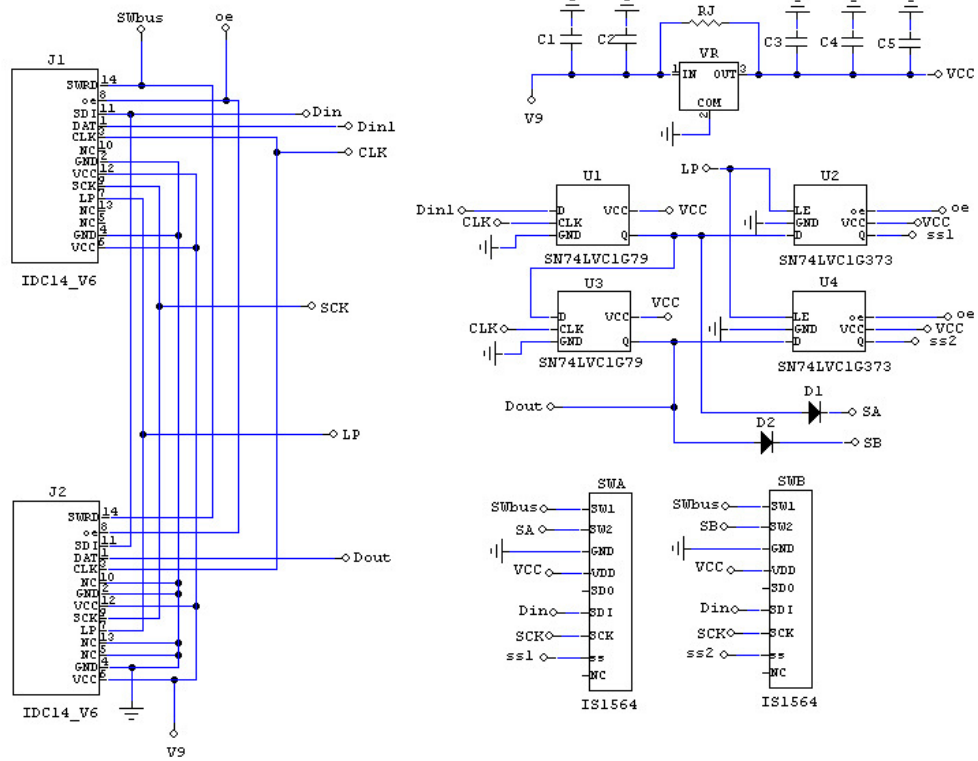 SWbus
oe
J1
SWRD 14
oe 8
SDI 11
DAT 1
CLK 3
NC 10
GND 2
VCC 12
SCK 9
LP 7
NC 13
NC 5
GND 4
VCC 6
IDC14_V6
Din
Din1
CLK
SCK
LP
J2
SWRD 14
oe 8
SDI 11
DAT 1
CLK 3
NC 10
GND 2
VCC 12
SCK 9
LP 7
NC 13
NC 5
GND 4
VCC 6
IDC14_V6
Dout
V9
C1
C2
RJ
VR
1 IN OUT 3
COM
2
C3
C4
C5
VCC
V9
LP
U1
Din1 D VCC VCC
CLK CLK
GND Q
SN74LVC1G79
U2
LE oe oe
GND VCC VCC
D Q ss1
SN74LVC1G373
U3
VCC
D VCC
CLK CLK
GND Q
SN74LVC1G79
U4
LE oe oe
GND VCC VCC
D Q ss2
SN74LVC1G373
Dout
D1
SA
D2
SB
SWA
SWbus SW1
SA SW2
GND
VCC VDD
SDO
Din SDI
SCK SCK
ss1 ss
NC
IS1564
SWB
SWbus SW1
SB SW2
GND
VCC VDD
SDO
Din SDI
SCK SCK
ss2 ss
NC
IS1564